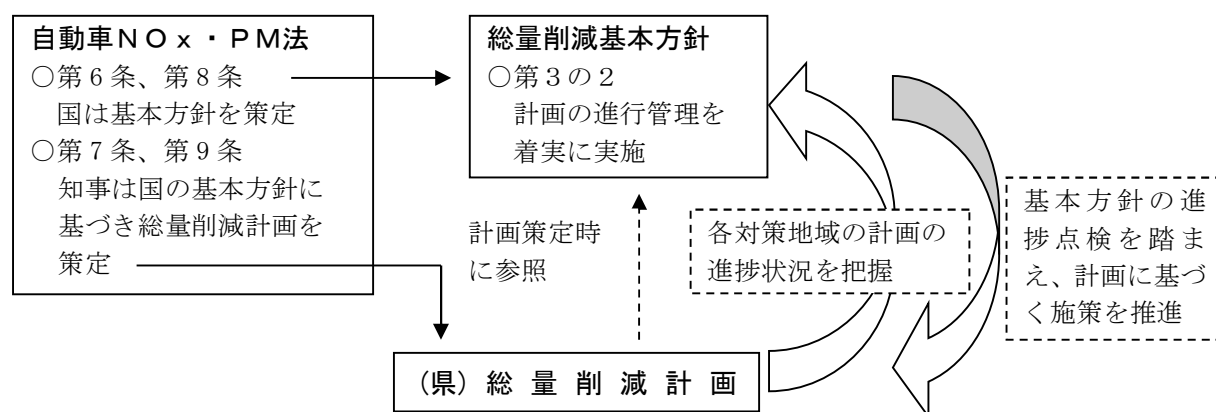 自動車ＮＯｘ・ＰＭ法
○第６条、第８条
国は基本方針を策定
○第７条、第９条
知事は国の基本方針に
基づき総量削減計画を
策定
総量削減基本方針
○第３の２
計画の進行管理を
着実に実施
計画策定時
に参照
各対策地域の計画の
進捗状況を把握
基本方針の進
捗点検を踏ま
え、計画に基づ
く施策を推進
(県) 総量削減計画